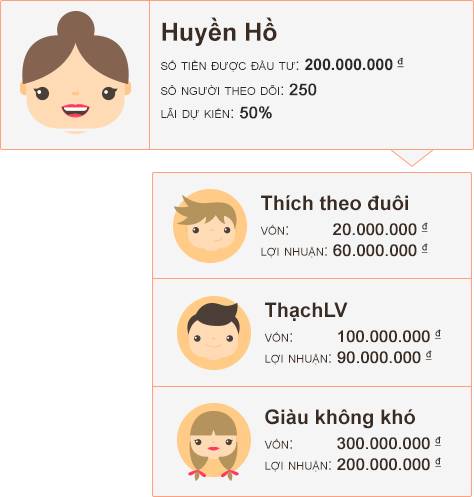 Huyền Hồ
SỐ TIỀN ĐƯỢC ĐẦU TƯ: 200.000.000 đ
SỐ NGƯỜI THEO DÕI: 250
LÃI DỰ KIẾN: 50%
Thích theo đuôi
VỐN: 20.000.000 đ
LỢI NHUẬN: 60.000.000 đ
ThạchLV
VỐN: 100.000.000 đ
LỢI NHUẬN: 90.000.000 đ
Giàu không khó
VỐN: 300.000.000 đ
LỢI NHUẬN: 200.000.000 đ